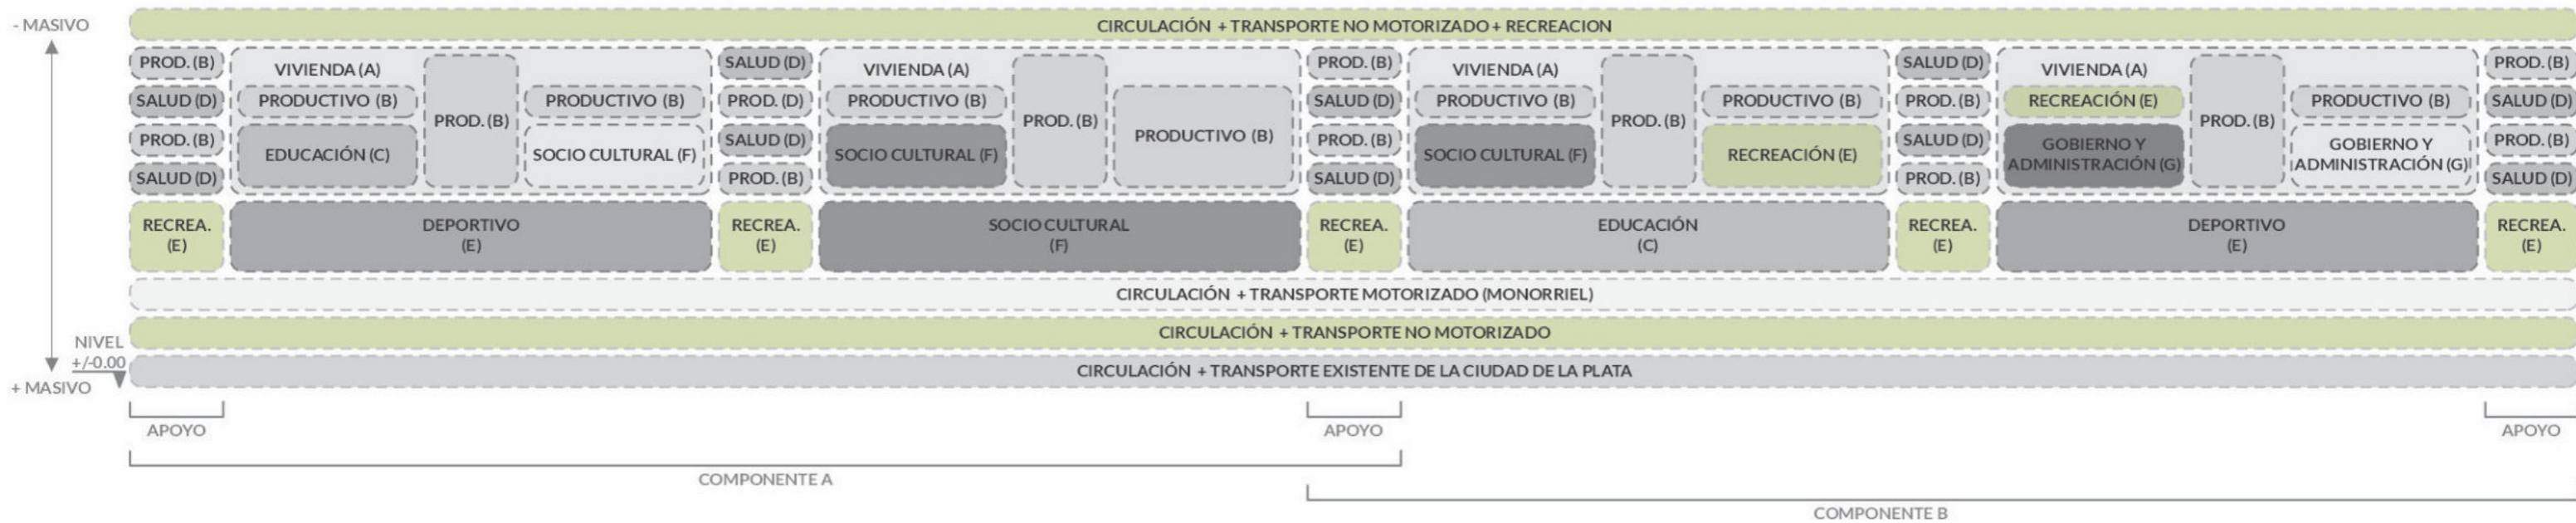 - MASIVO
CIRCULACIÓN + TRANSPORTE NO MOTORIZADO + RECREACION
PROD. (B)
SALUD (D)
PROD. (B)
SALUD (D)
VIVIENDA (A)
PRODUCTIVO (B)
EDUCACIÓN (C)
PROD. (B)
PRODUCTIVO (B)
SOCIO CULTURAL (F)
SALUD (D)
PROD. (D)
SALUD (D)
PROD. (B)
VIVIENDA (A)
PRODUCTIVO (B)
SOCIO CULTURAL (F)
PROD. (B)
PRODUCTIVO (B)
PROD. (B)
SALUD (D)
PROD. (B)
SALUD (D)
VIVIENDA (A)
PRODUCTIVO (B)
SOCIO CULTURAL (F)
PROD. (B)
PRODUCTIVO (B)
RECREACIÓN (E)
SALUD (D)
PROD. (B)
SALUD (D)
PROD. (B)
VIVIENDA (A)
RECREACIÓN (E)
GOBIERNO Y
ADMINISTRACIÓN (G)
PROD. (B)
PRODUCTIVO (B)
GOBIERNO Y
ADMINISTRACIÓN (G)
PROD. (B)
SALUD (D)
PROD. (B)
SALUD (D)
RECREA.
(E)
DEPORTIVO
(E)
RECREA.
(E)
SOCIO CULTURAL
(F)
RECREA.
(E)
EDUCACIÓN
(C)
RECREA.
(E)
DEPORTIVO
(E)
RECREA.
(E)
CIRCULACIÓN + TRANSPORTE MOTORIZADO (MONORRIEL)
CIRCULACIÓN + TRANSPORTE NO MOTORIZADO
NIVEL
+/-0.00
CIRCULACIÓN + TRANSPORTE EXISTENTE DE LA CIUDAD DE LA PLATA
+ MASIVO
APOYO
APOYO
APOYO
COMPONENTE A
COMPONENTE B